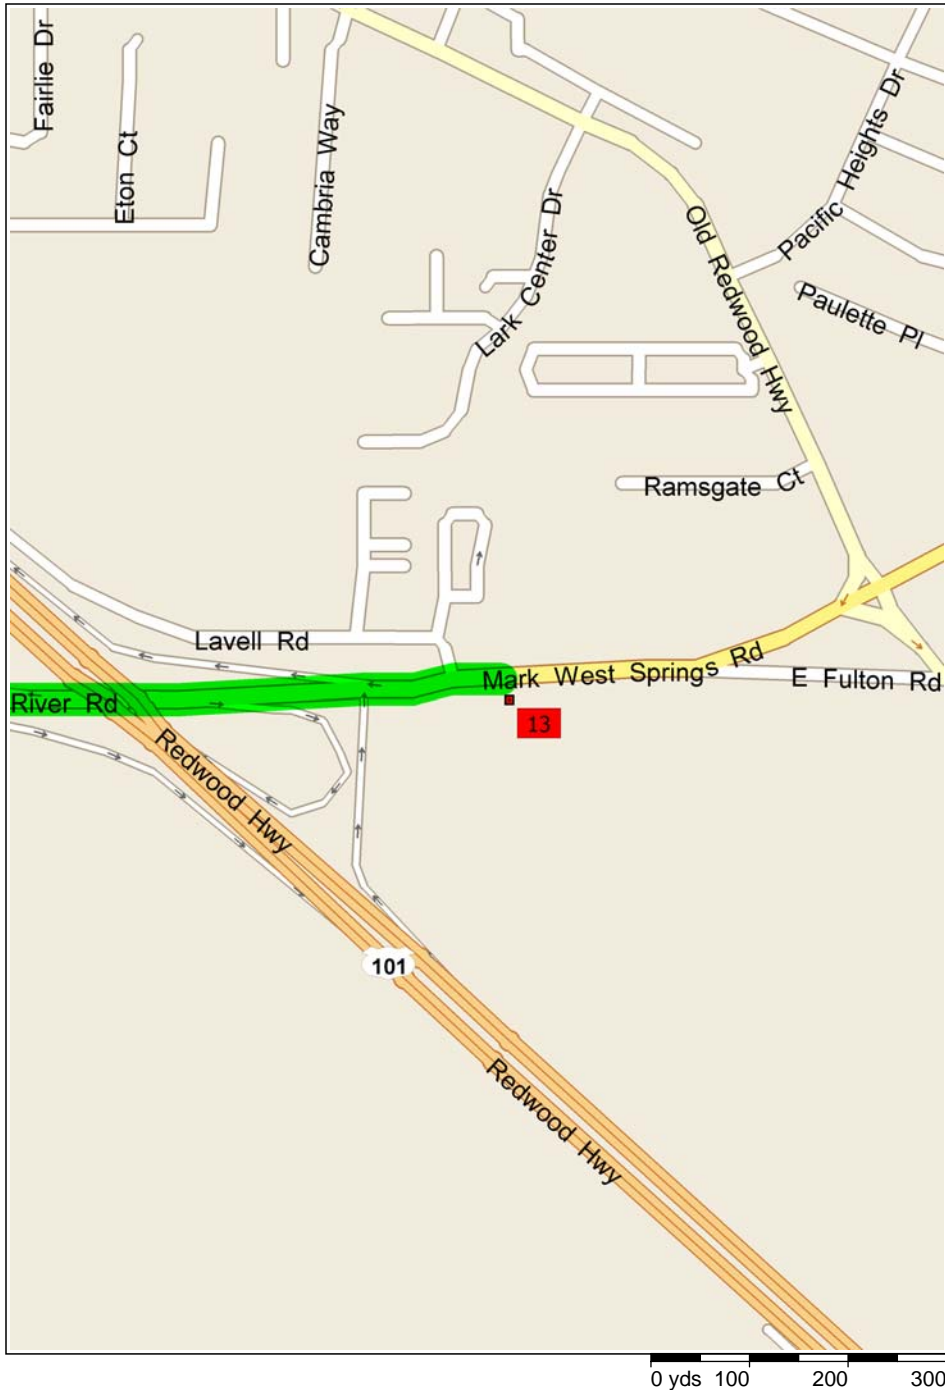 Fairlie Dr
Eton Ct
Cambria Way
Lark Center Dr
Old Redwood Hwy
Pacific Heights Dr
Paulette Pl
Ramsgate Ct
Lavell Rd
Mark West Springs Rd
E Fulton Rd
River Rd
13
Redwood Hwy
101
Redwood Hwy
0 yds 100 200 300